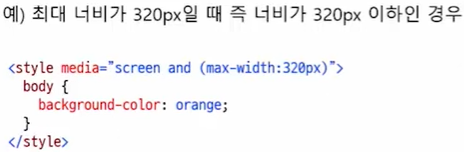 예) 최대 너비가 320px일 때 즉 너비가 320px 이하인 경우
<style media="screen and (max-width:320px)">
body {
background-color: orange;
}
</style>